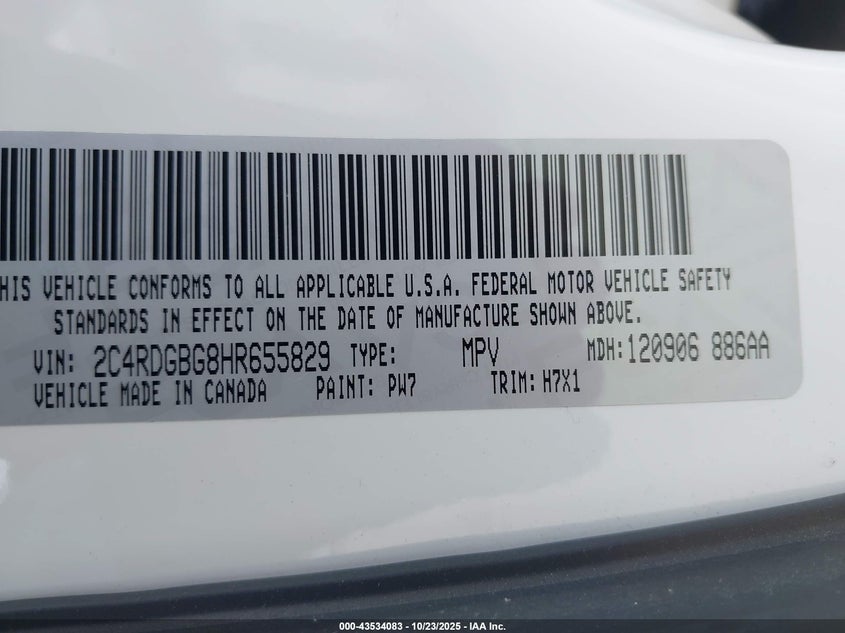 HIS VEHICLE CONFORMS TO ALL APPLICABLE U.S.A. FEDERAL MOTOR VEHICLE SAFETY
STANDARDS IN EFFECT ON THE DATE OF MANUFACTURE SHOWN ABOVE.
VIN: 2C4RDGBG8HR655829 TYPE: MPV MDH:120906 886AA
VEHICLE MADE IN CANADA PAINT: PW7 TRIM: H7X1
000-43534083 - 10/23/2025 - IAA Inc.